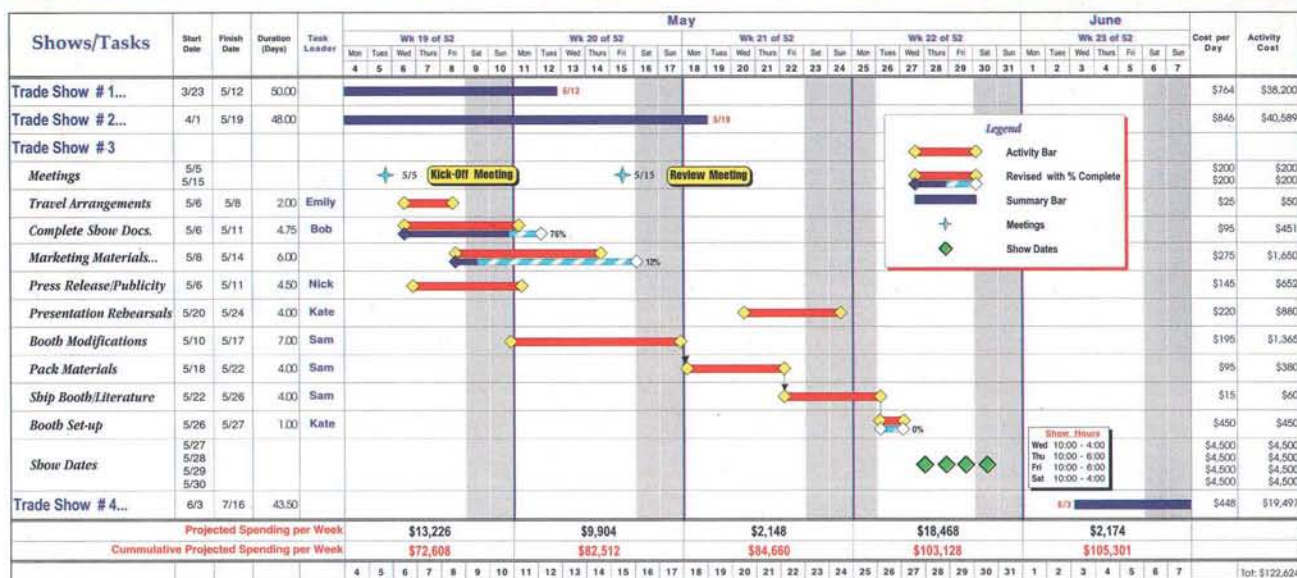 May June
Shows/Tasks Start Date Finish Date Duration (Days) Task Leader Wk 19 of 52 Wk 20 of 52 Wk 21 of 52 Wk 22 of 52 Wk 23 of 52 Cost per Day Activity Cost
Mon Tues Wed Thurs Fri Sat Sun Mon Tues Wed Thurs Fri Sat Sun Mon Tues Wed Thurs Fri Sat Sun Mon Tues Wed Thurs Fri Sat Sun Mon Tue Wed Thu Fri Sat Sun
4 5 6 7 8 9 10 11 12 13 14 15 16 17 18 19 20 21 22 23 24 25 26 27 28 29 30 31 1 2 3 4 5 6 7
Trade Show # 1... 3/23 5/12 50.00 5/12 $764 $38,200
Trade Show # 2... 4/1 5/19 48.00 5/19 $846 $40,589
Trade Show # 3
Meetings 5/5 5/5 Kick-Off Meeting 5/15 Review Meeting $200 $200
5/15 $200 $200
Travel Arrangements 5/6 5/8 2.00 Emily $25 $50
Complete Show Docs. 5/6 5/11 4.75 Bob 76% $95 $451
Marketing Materials... 5/8 5/14 6.00 12% $275 $1,650
Press Release/Publicity 5/6 5/11 4.50 Nick $145 $652
Presentation Rehearsals 5/20 5/24 4.00 Kate $220 $880
Booth Modifications 5/10 5/17 7.00 Sam $195 $1,365
Pack Materials 5/18 5/22 4.00 Sam $95 $380
Ship Booth/Literature 5/22 5/26 4.00 Sam $15 $60
Booth Set-up 5/26 5/27 1.00 Kate 0% $450 $450
Show Dates
5/27 $4,500 $4,500
5/28 $4,500 $4,500
5/29 $4,500 $4,500
5/30 $4,500 $4,500
Legend
Activity Bar
Revised with % Complete
Summary Bar
Meetings
Show Dates
Show Hours
Wed 10:00 - 4:00
Thu 10:00 - 6:00
Fri 10:00 - 6:00
Sat 10:00 - 4:00
Trade Show # 4... 6/3 7/16 43.50 6/3 $448 $19,497
Projected Spending per Week $13,226 $9,904 $2,148 $18,468 $2,174
Cummulative Projected Spending per Week $72,608 $82,512 $84,660 $103,128 $105,301
4 5 6 7 8 9 10 11 12 13 14 15 16 17 18 19 20 21 22 23 24 25 26 27 28 29 30 31 1 2 3 4 5 6 7 Tot: $122,624